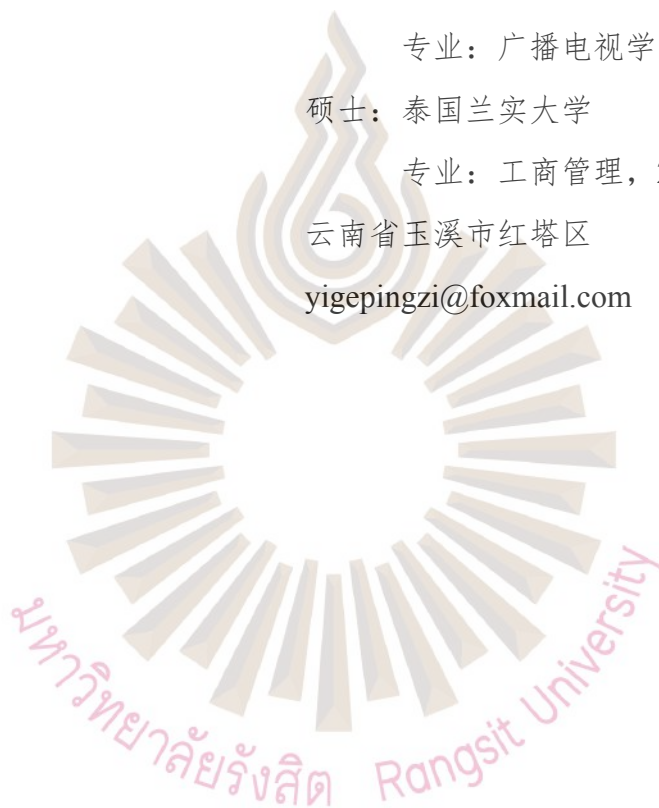 专业：广播电视学
硕士：泰国兰实大学
专业：工商管理，
云南省玉溪市红塔区
yigepingzi@foxmail.com
มหาวิทยาลัยรังสิต Rangsit University